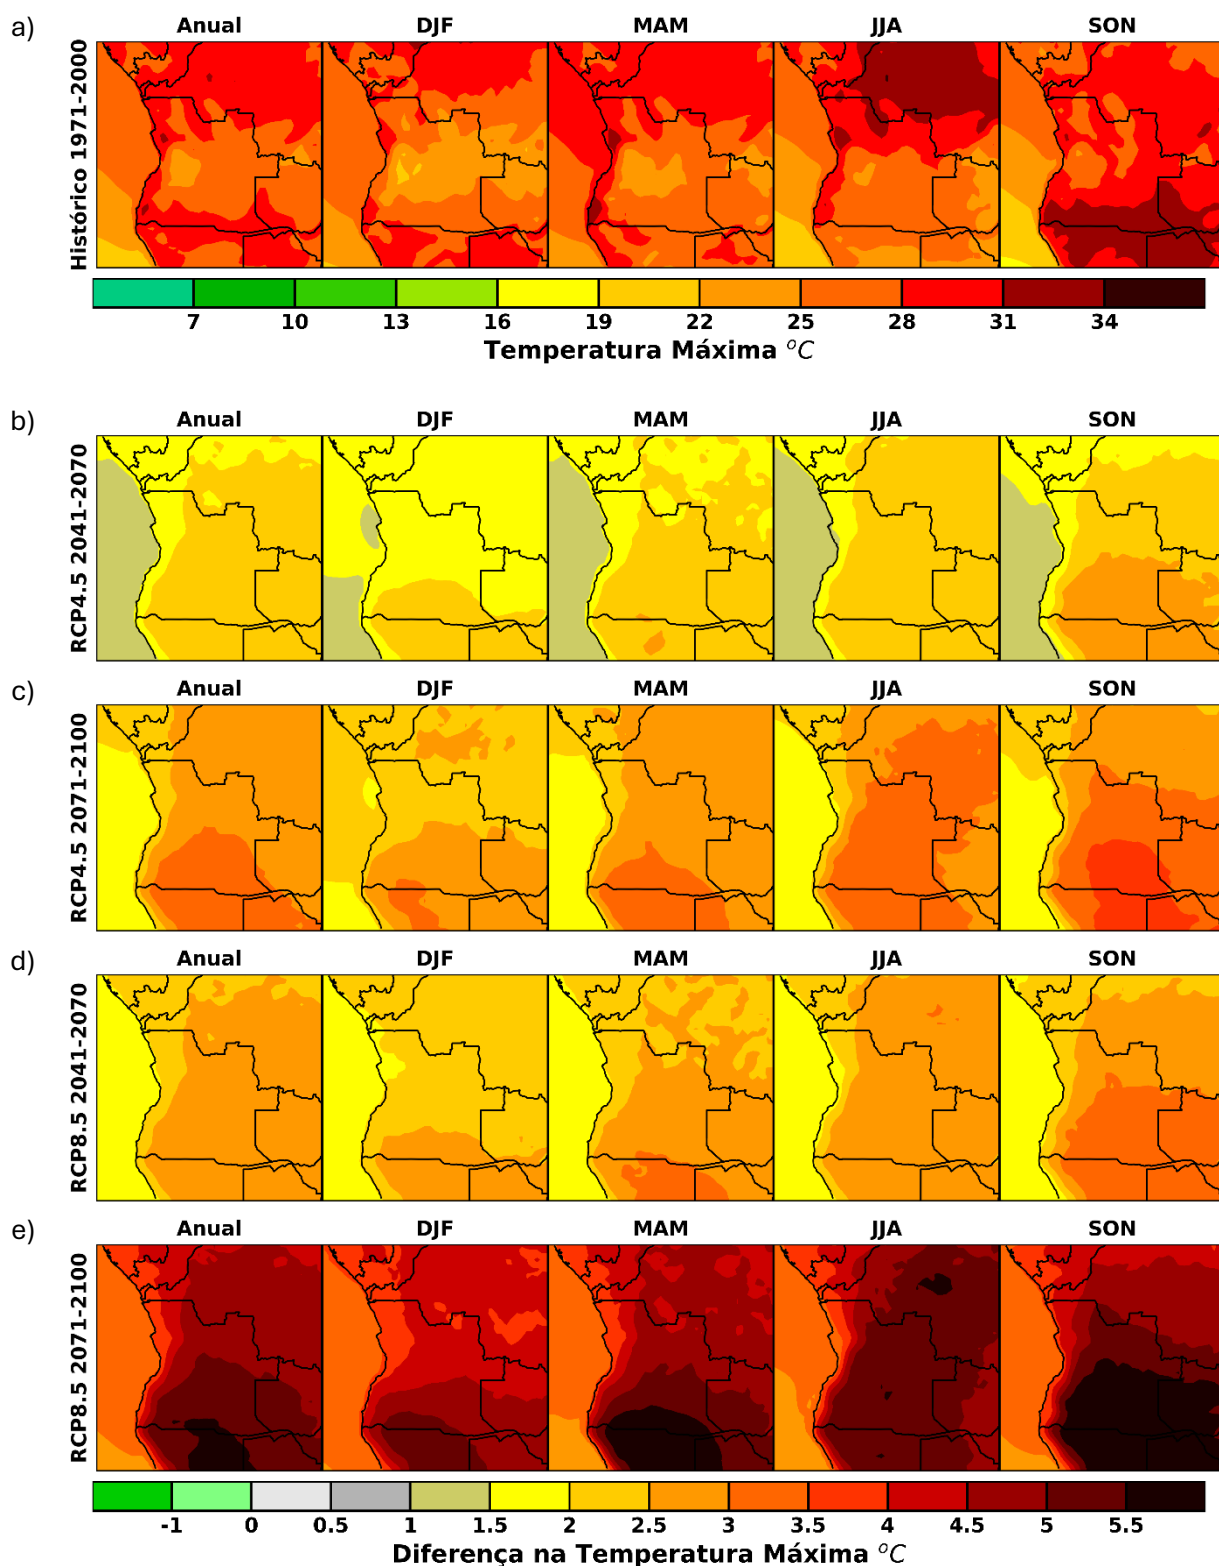 a)
Anual DJF MAM JJA SON
Histórico 1971-2000
7 10 13 16 19 22 25 28 31 34
Temperatura Máxima °C
b)
Anual DJF MAM JJA SON
RCP4.5 2041-2070
c)
Anual DJF MAM JJA SON
RCP4.5 2071-2100
d)
Anual DJF MAM JJA SON
RCP8.5 2041-2070
e)
Anual DJF MAM JJA SON
RCP8.5 2071-2100
-1 0 0.5 1 1.5 2 2.5 3 3.5 4 4.5 5 5.5
Diferença na Temperatura Máxima °C